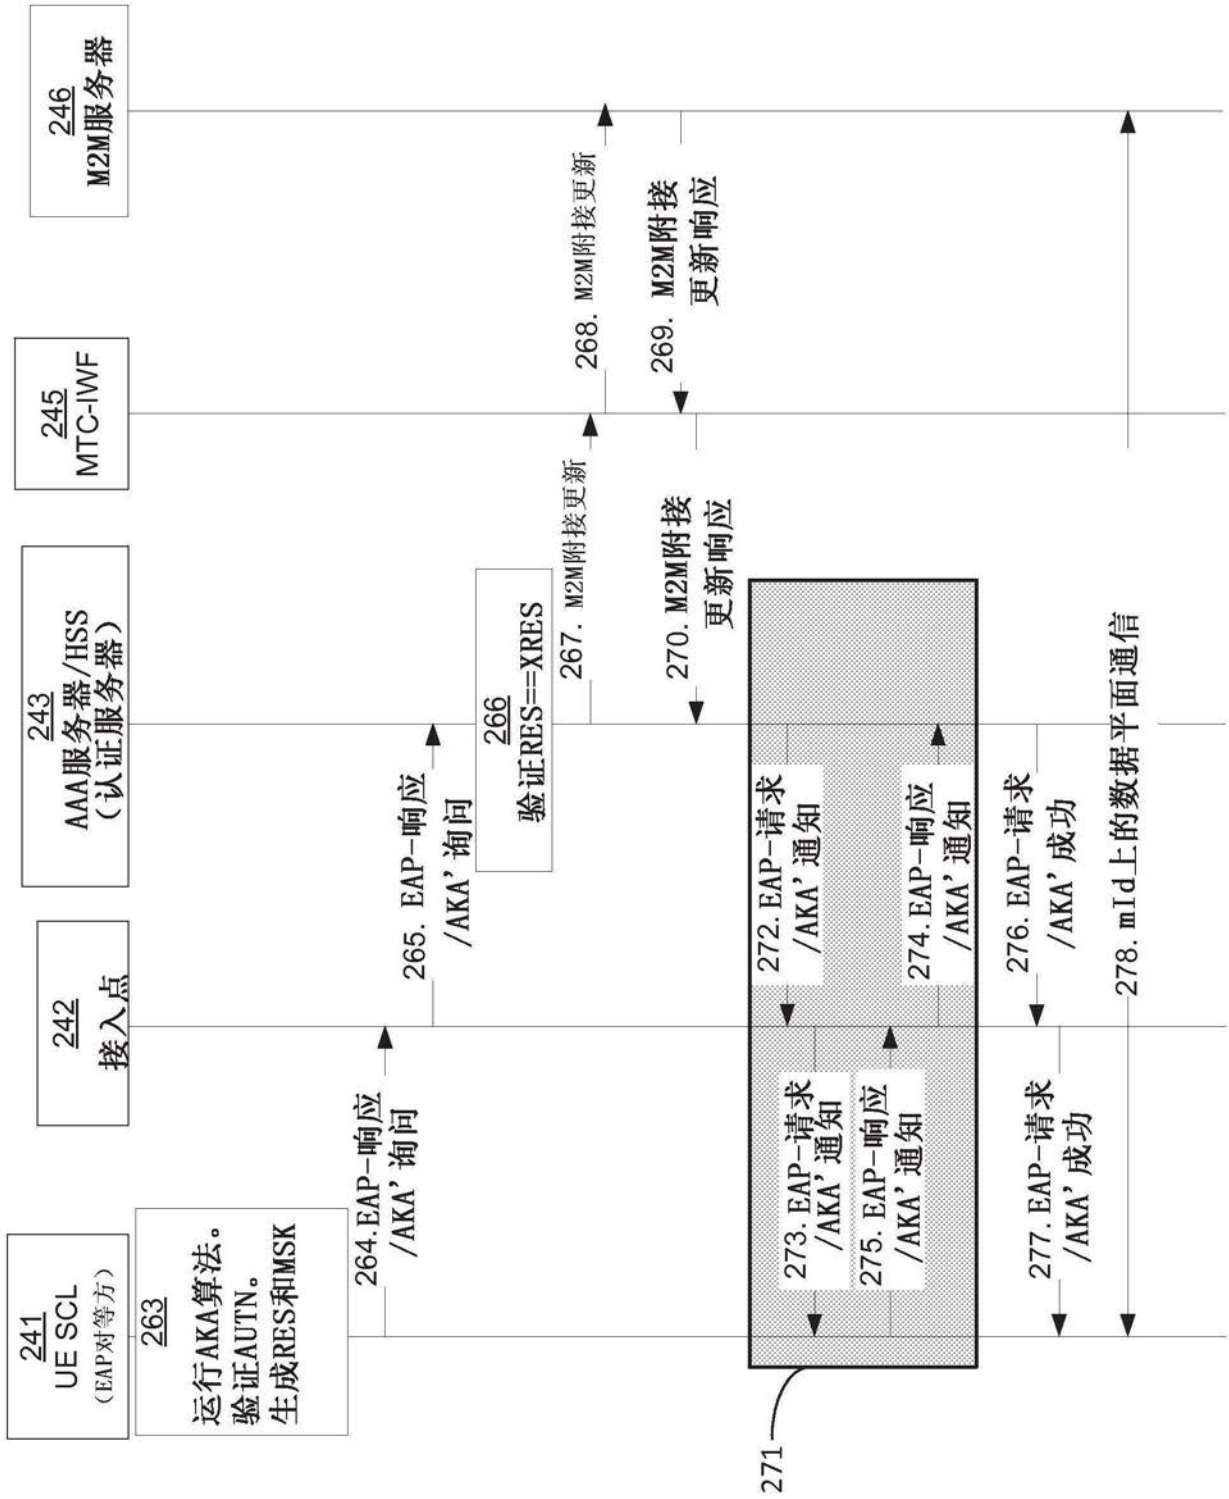 241
UE SCL
(EAP对等方)
242
接入点
243
AAA服务器/HSS
(认证服务器)
245
MTC-IWF
246
M2M服务器
263
运行AKA算法。
验证AUTN。
生成RES和MSK
264.EAP-响应
/AKA’询问
265. EAP-响应
/AKA’询问
266
验证RES==XRES
267. M2M附接更新
268. M2M附接更新
269. M2M附接
更新响应
270. M2M附接
更新响应
271
272.EAP-请求
/AKA’通知
273.EAP-请求
/AKA’通知
274.EAP-响应
/AKA’通知
275. EAP-响应
/AKA’通知
276. EAP-请求
/AKA’成功
277. EAP-请求
/AKA’成功
278. mId上的数据平面通信